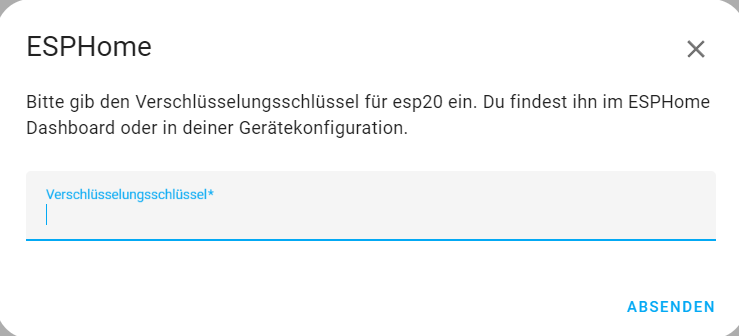 ESPHome
Bitte gib den Verschlüsselungsschlüssel für esp20 ein. Du findest ihn im ESPHome
Dashboard oder in deiner Gerätekonfiguration.
Verschlüsselungsschlüssel*
ABSENDEN